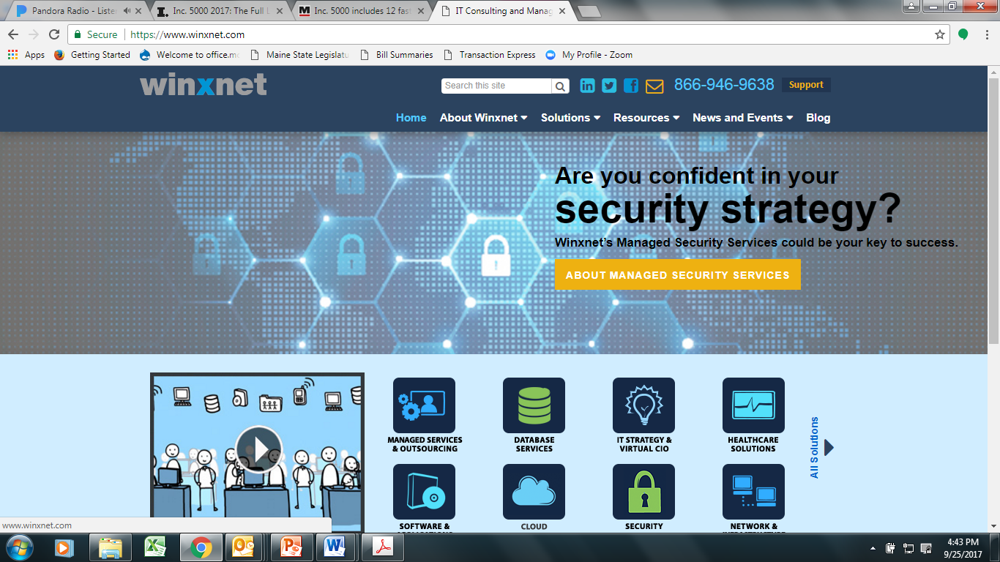 Pandora Radio - Liste
Inc. 5000 2017: The Full L
Inc. 5000 includes 12 fas
IT Consulting and Manag
Secure
https://www.winxnet.com
Apps
Getting Started
Welcome to office.m
Maine State Legislatu
Bill Summaries
Transaction Express
My Profile - Zoom
winxnet
Search this site
866-946-9638
Support
Home
About Winxnet
Solutions
Resources
News and Events
Blog
Are you confident in your
security strategy?
Winxnet's Managed Security Services could be your key to success.
ABOUT MANAGED SECURITY SERVICES
MANAGED SERVICES
& OUTSOURCING
DATABASE
SERVICES
IT STRATEGY &
VIRTUAL CIO
HEALTHCARE
SOLUTIONS
All Solutions
SOFTWARE &
CLOUD
SECURITY
NETWORK &
www.winxnet.com
4:43 PM
9/25/2017